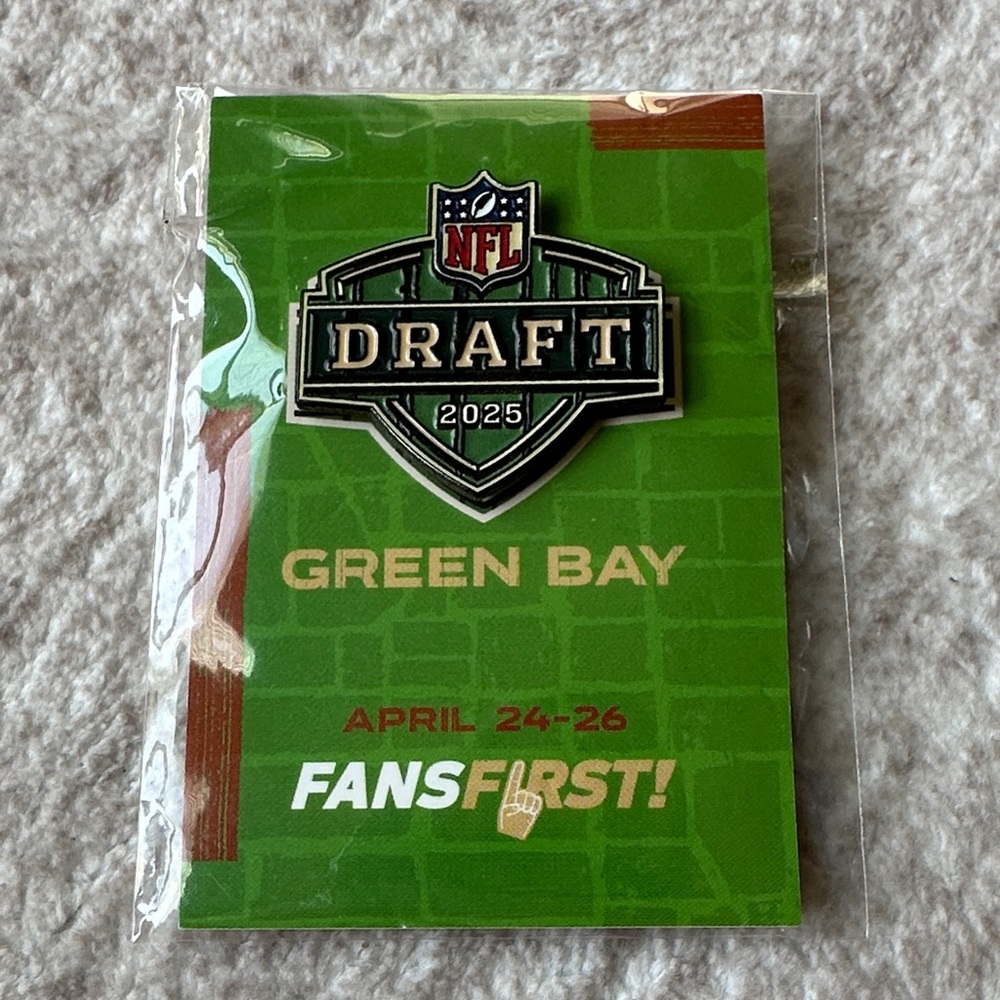 NFL
DRAFT
2025
GREEN BAY
APRIL 24-26
FANSFIRST!